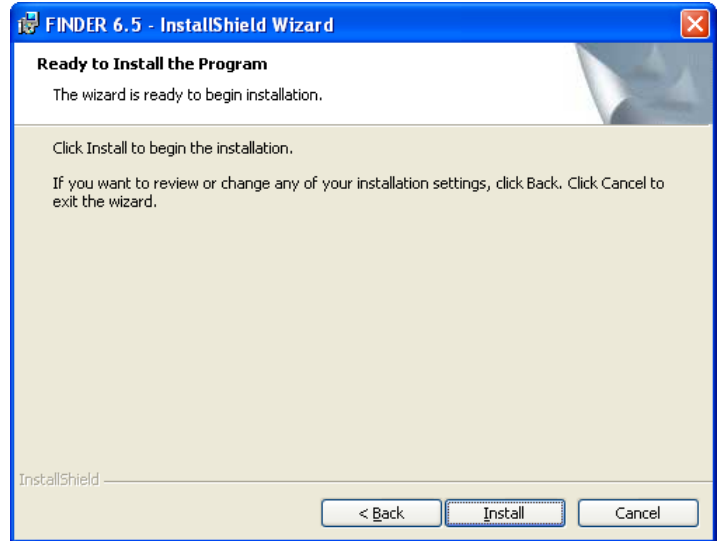 FINDER 6.5 - InstallShield Wizard
Ready to Install the Program
The wizard is ready to begin installation.
Click Install to begin the installation.
If you want to review or change any of your installation settings, click Back. Click Cancel to
exit the wizard.
InstallShield
< Back Install Cancel